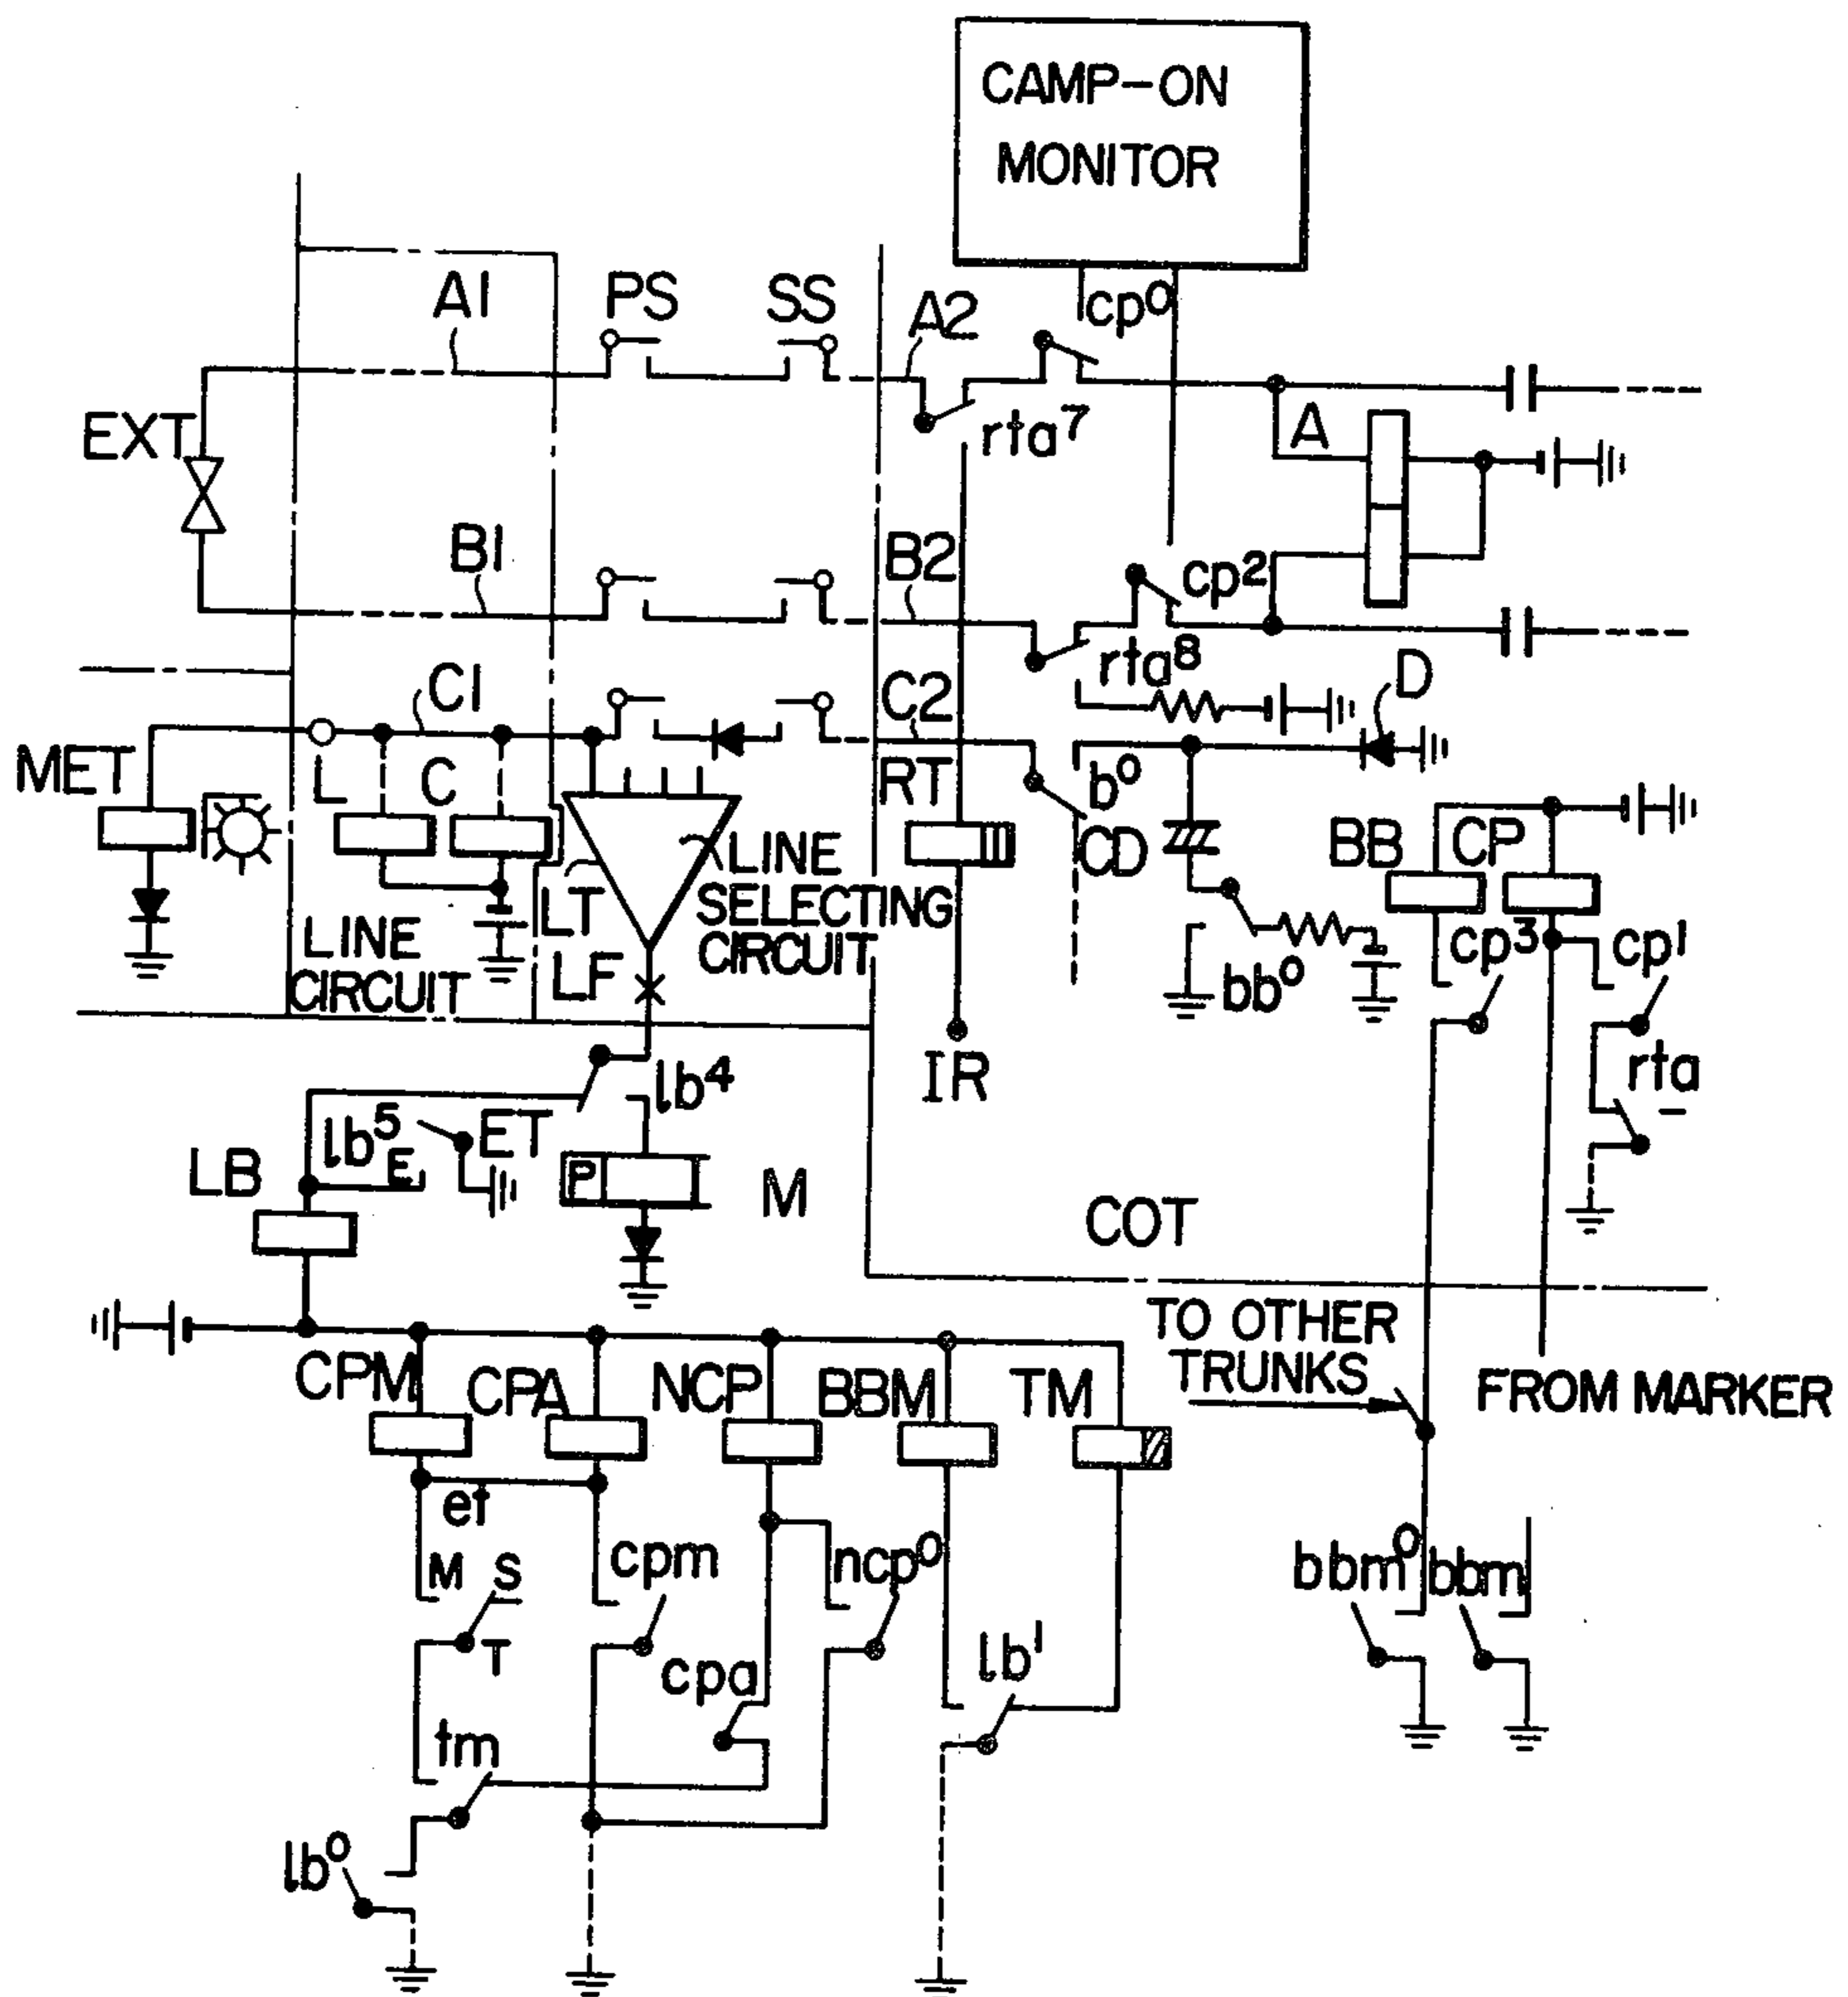 CAMP-ON
MONITOR
A1
PS
SS
A2
cp⁰
EXT
rta⁷
A
B1
B2
cp²
rta⁸
D
C1
C2
MET
L
C
RT
b⁰
CD
BB
CP
LINE
SELECTING
CIRCUIT
LT
LF
LINE
CIRCUIT
bb⁰
cp³
cp¹
IR
rta
lb⁴
lb⁵
E
ET
LB
P
M
COT
TO OTHER
TRUNKS
FROM MARKER
CPM
CPA
NCP
BBM
TM
et
M
S
T
cpm
ncp⁰
bbm⁰
bbm
cpa
lb¹
tm
lb⁰